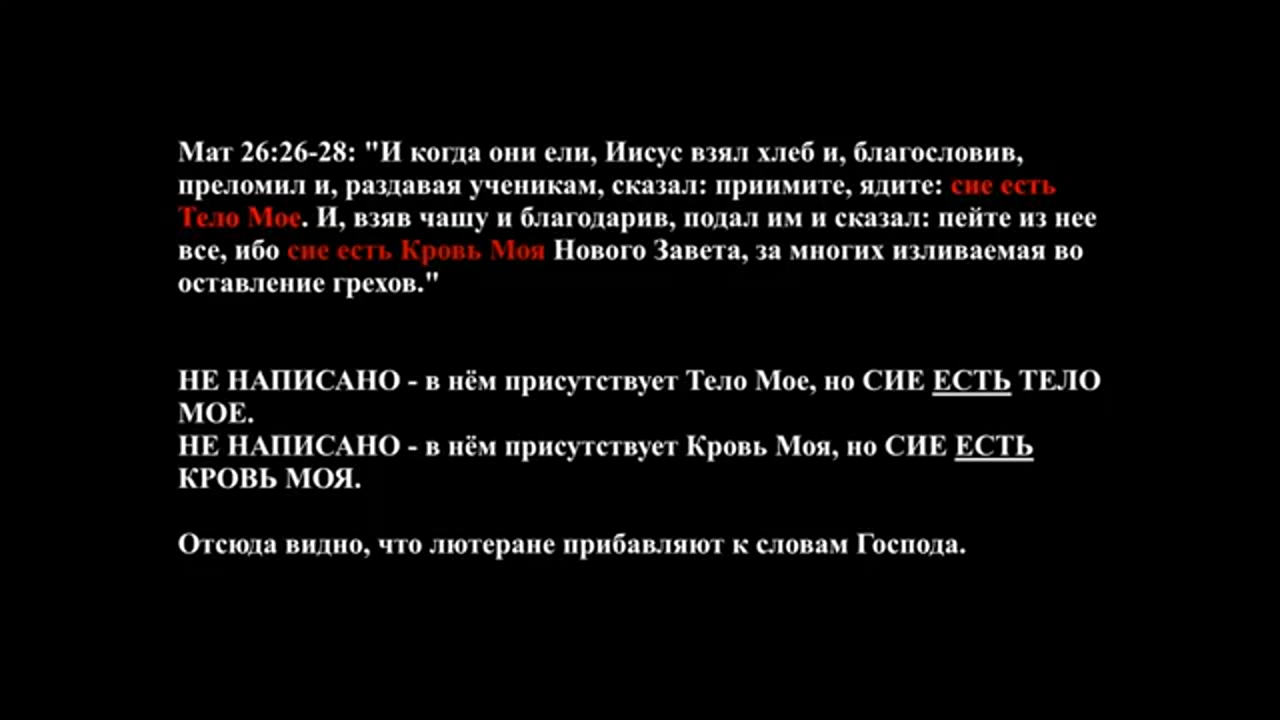 Мат 26:26-28: "И когда они ели, Иисус взял хлеб и, благословив,
преломил и, раздавая ученикам, сказал: приимите, ядите: сие есть
Тело Мое. И, взяв чашу и благодарив, подал им и сказал: пейте из нее
все, ибо сие есть Кровь Моя Нового Завета, за многих изливаемая во
оставление грехов."
НЕ НАПИСАНО - в нём присутствует Тело Мое, но СИЕ ЕСТЬ ТЕЛО
МОЕ.
НЕ НАПИСАНО - в нём присутствует Кровь Моя, но СИЕ ЕСТЬ
КРОВЬ МОЯ.
Отсюда видно, что лютеране прибавляют к словам Господа.